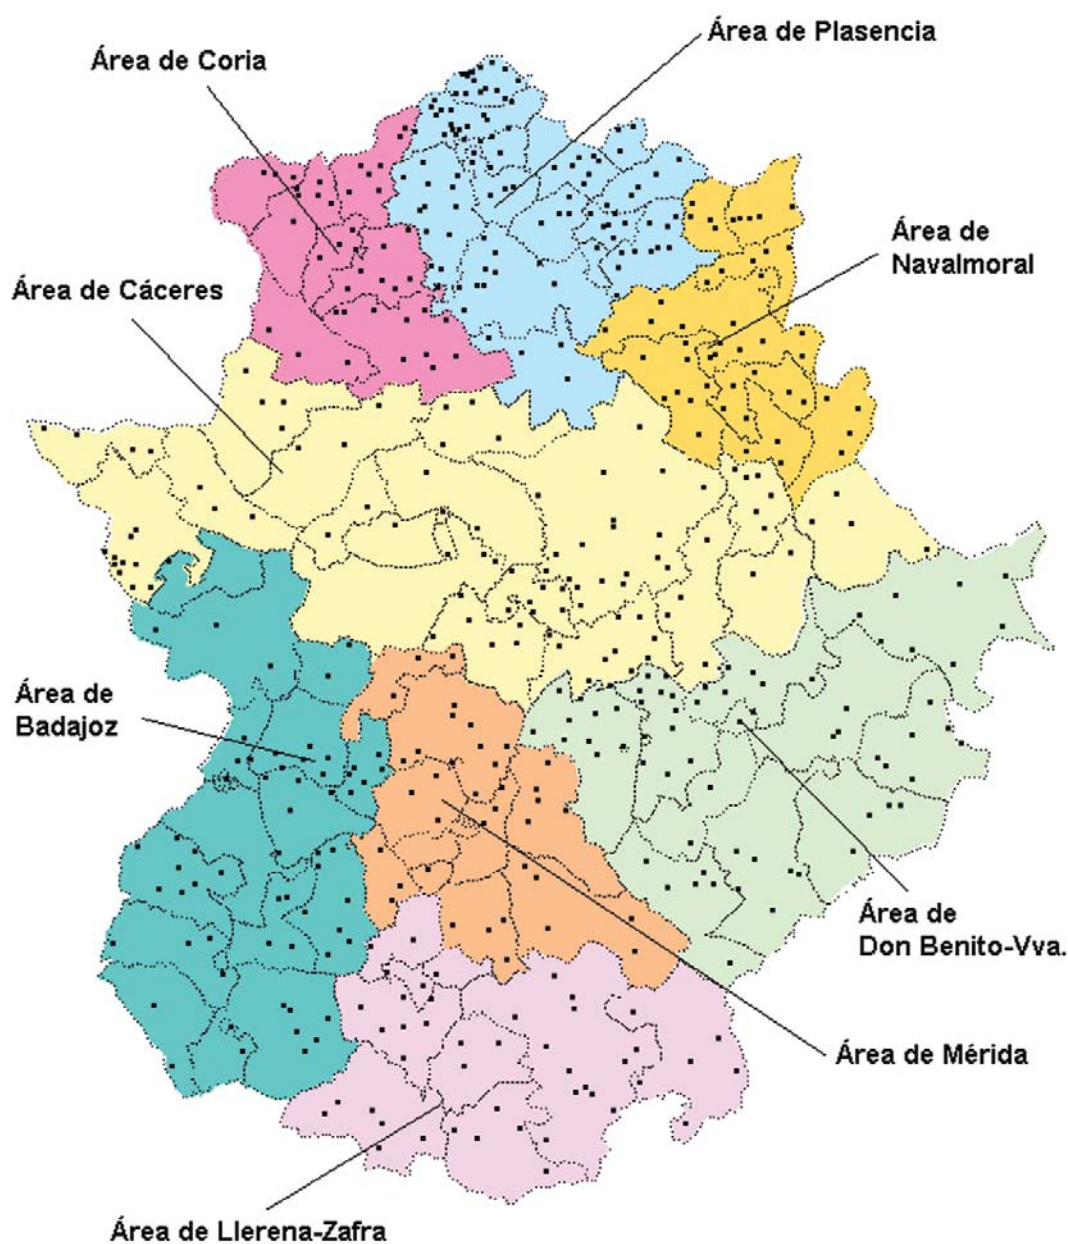 Área de Plasencia
Área de Coria
Área de
Navalmoral
Área de Cáceres
Área de
Badajoz
Área de
Don Benito-Vva.
Área de Mérida
Área de Llerena-Zafra